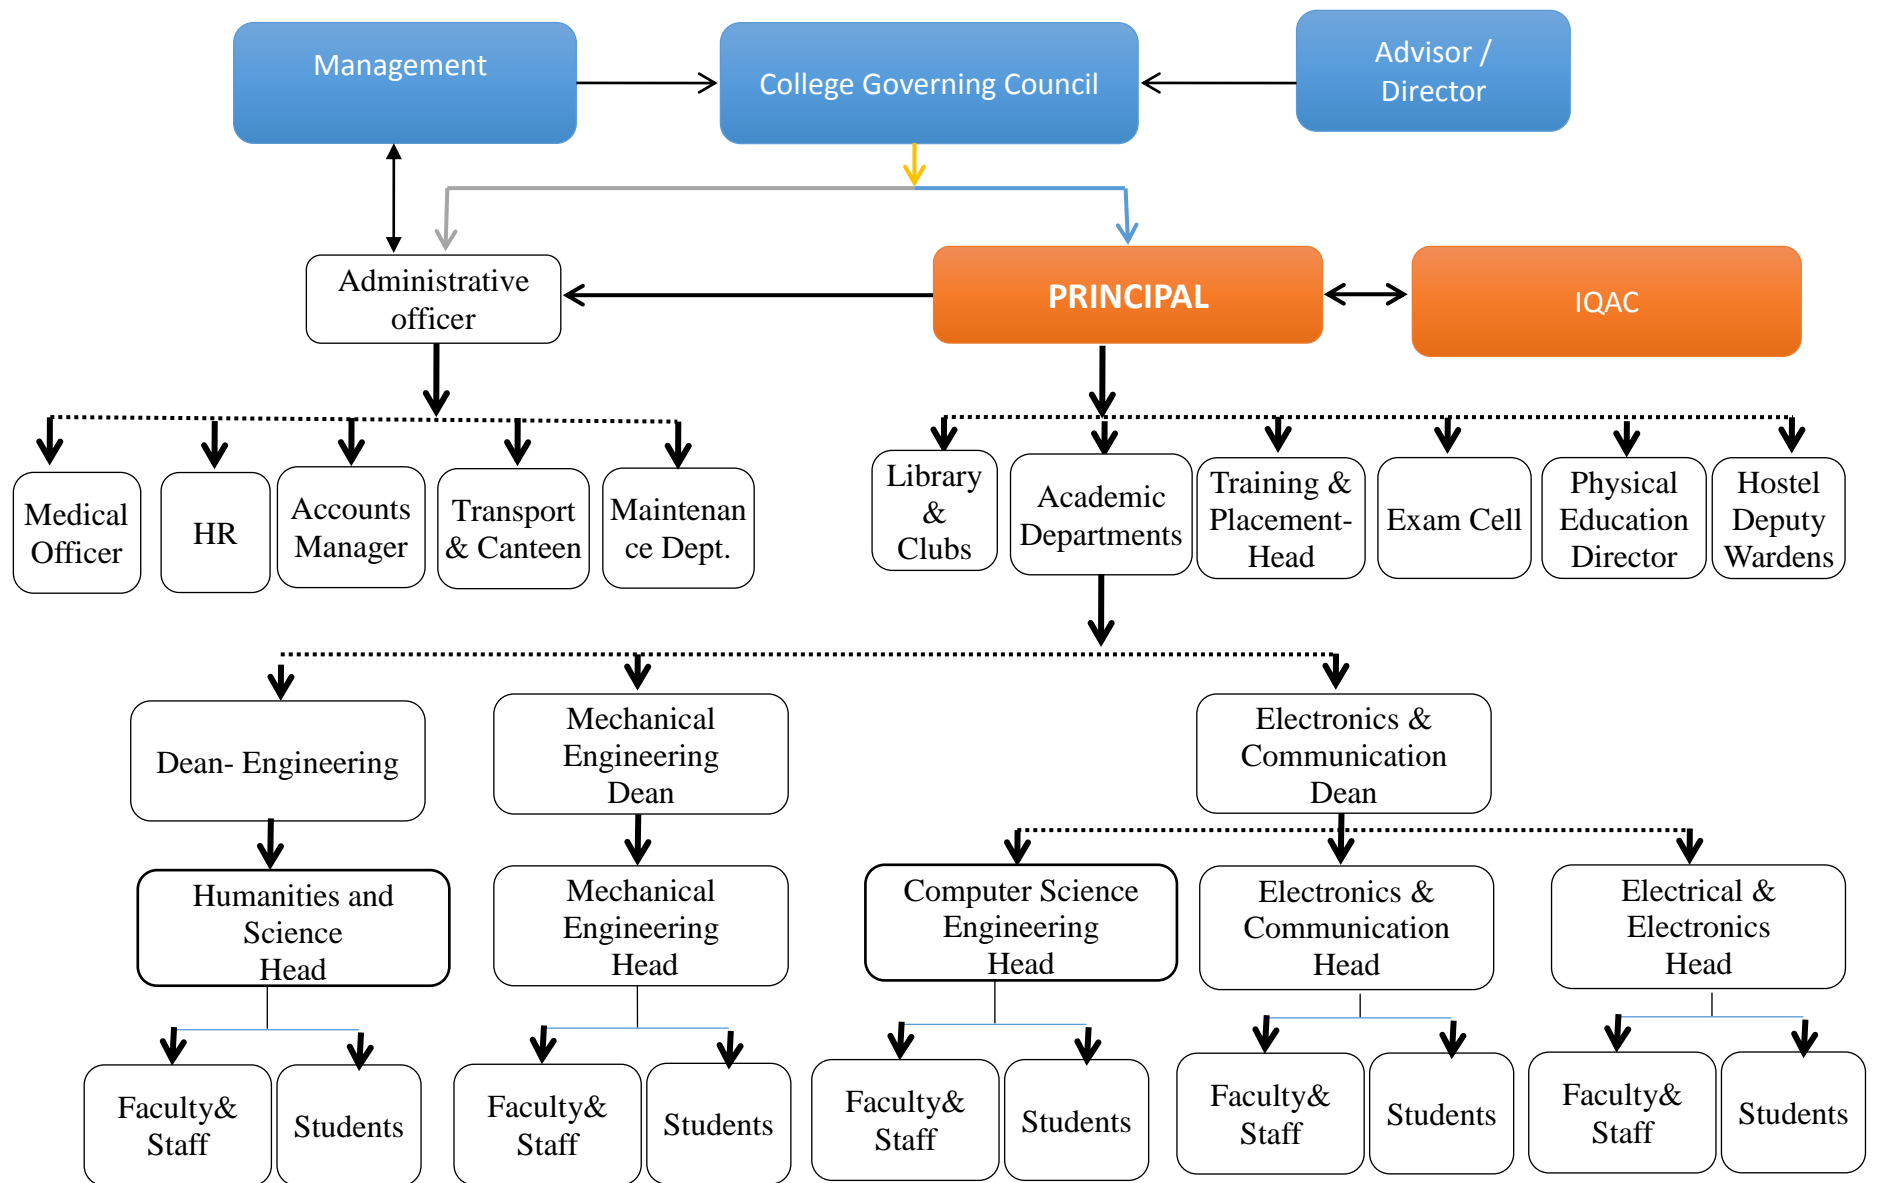 Management
College Governing Council
Advisor /
Director
Administrative
officer
PRINCIPAL
IQAC
Medical
Officer
HR
Accounts
Manager
Transport
& Canteen
Maintenan
ce Dept.
Library
&
Clubs
Academic
Departments
Training &
Placement-
Head
Exam Cell
Physical
Education
Director
Hostel
Deputy
Wardens
Dean- Engineering
Mechanical
Engineering
Dean
Electronics &
Communication
Dean
Humanities and
Science
Head
Mechanical
Engineering
Head
Computer Science
Engineering
Head
Electronics &
Communication
Head
Electrical &
Electronics
Head
Faculty&
Staff
Students
Faculty&
Staff
Students
Faculty&
Staff
Students
Faculty&
Staff
Students
Faculty&
Staff
Students